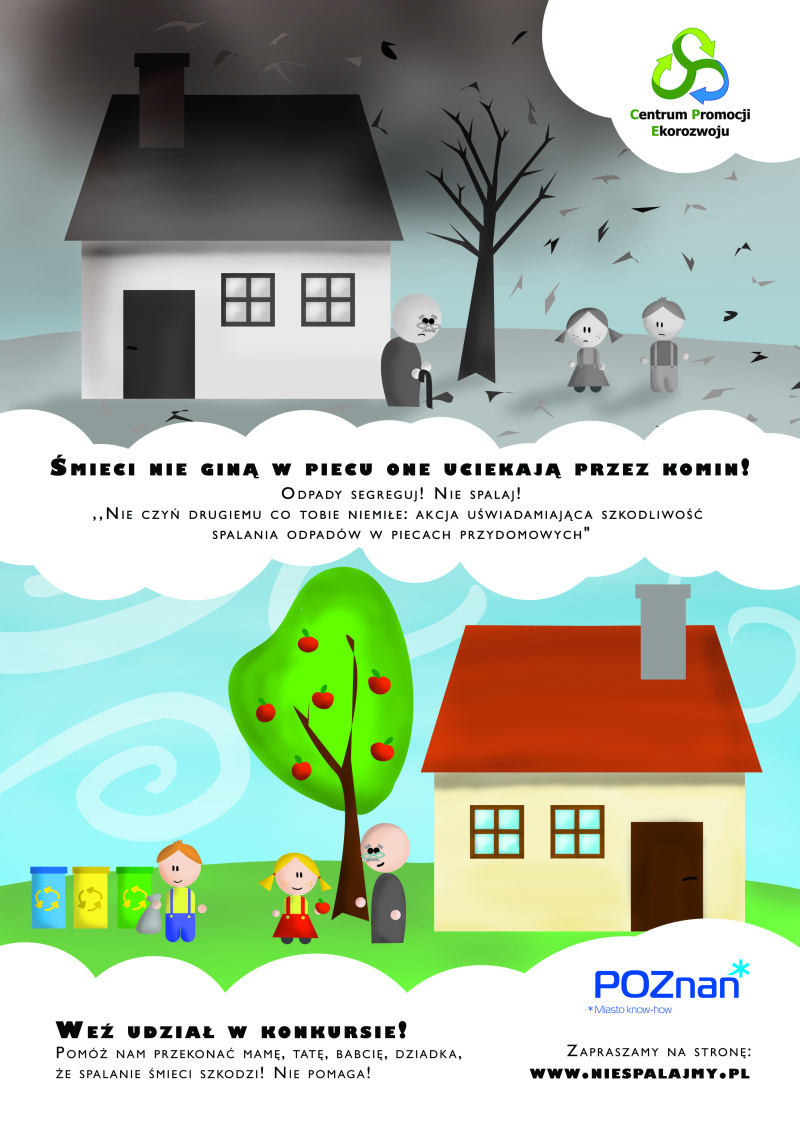 Centrum Promocji
Ekorozwoju
Śmieci nie giną w piecu one uciekają przez komin!
Odpady segreguj! Nie spalaj!
,,Nie czyń drugiemu co tobie niemiłe: akcja uświadamiająca szkodliwość
spalania odpadów w piecach przydomowych"
POZnan*
*Miasto know-how
Weź udział w konkursie!
Pomóż nam przekonać mamę, tatę, babcię, dziadka,
że spalanie śmieci szkodzi! Nie pomaga!
Zapraszamy na stronę:
www.niespalajmy.pl